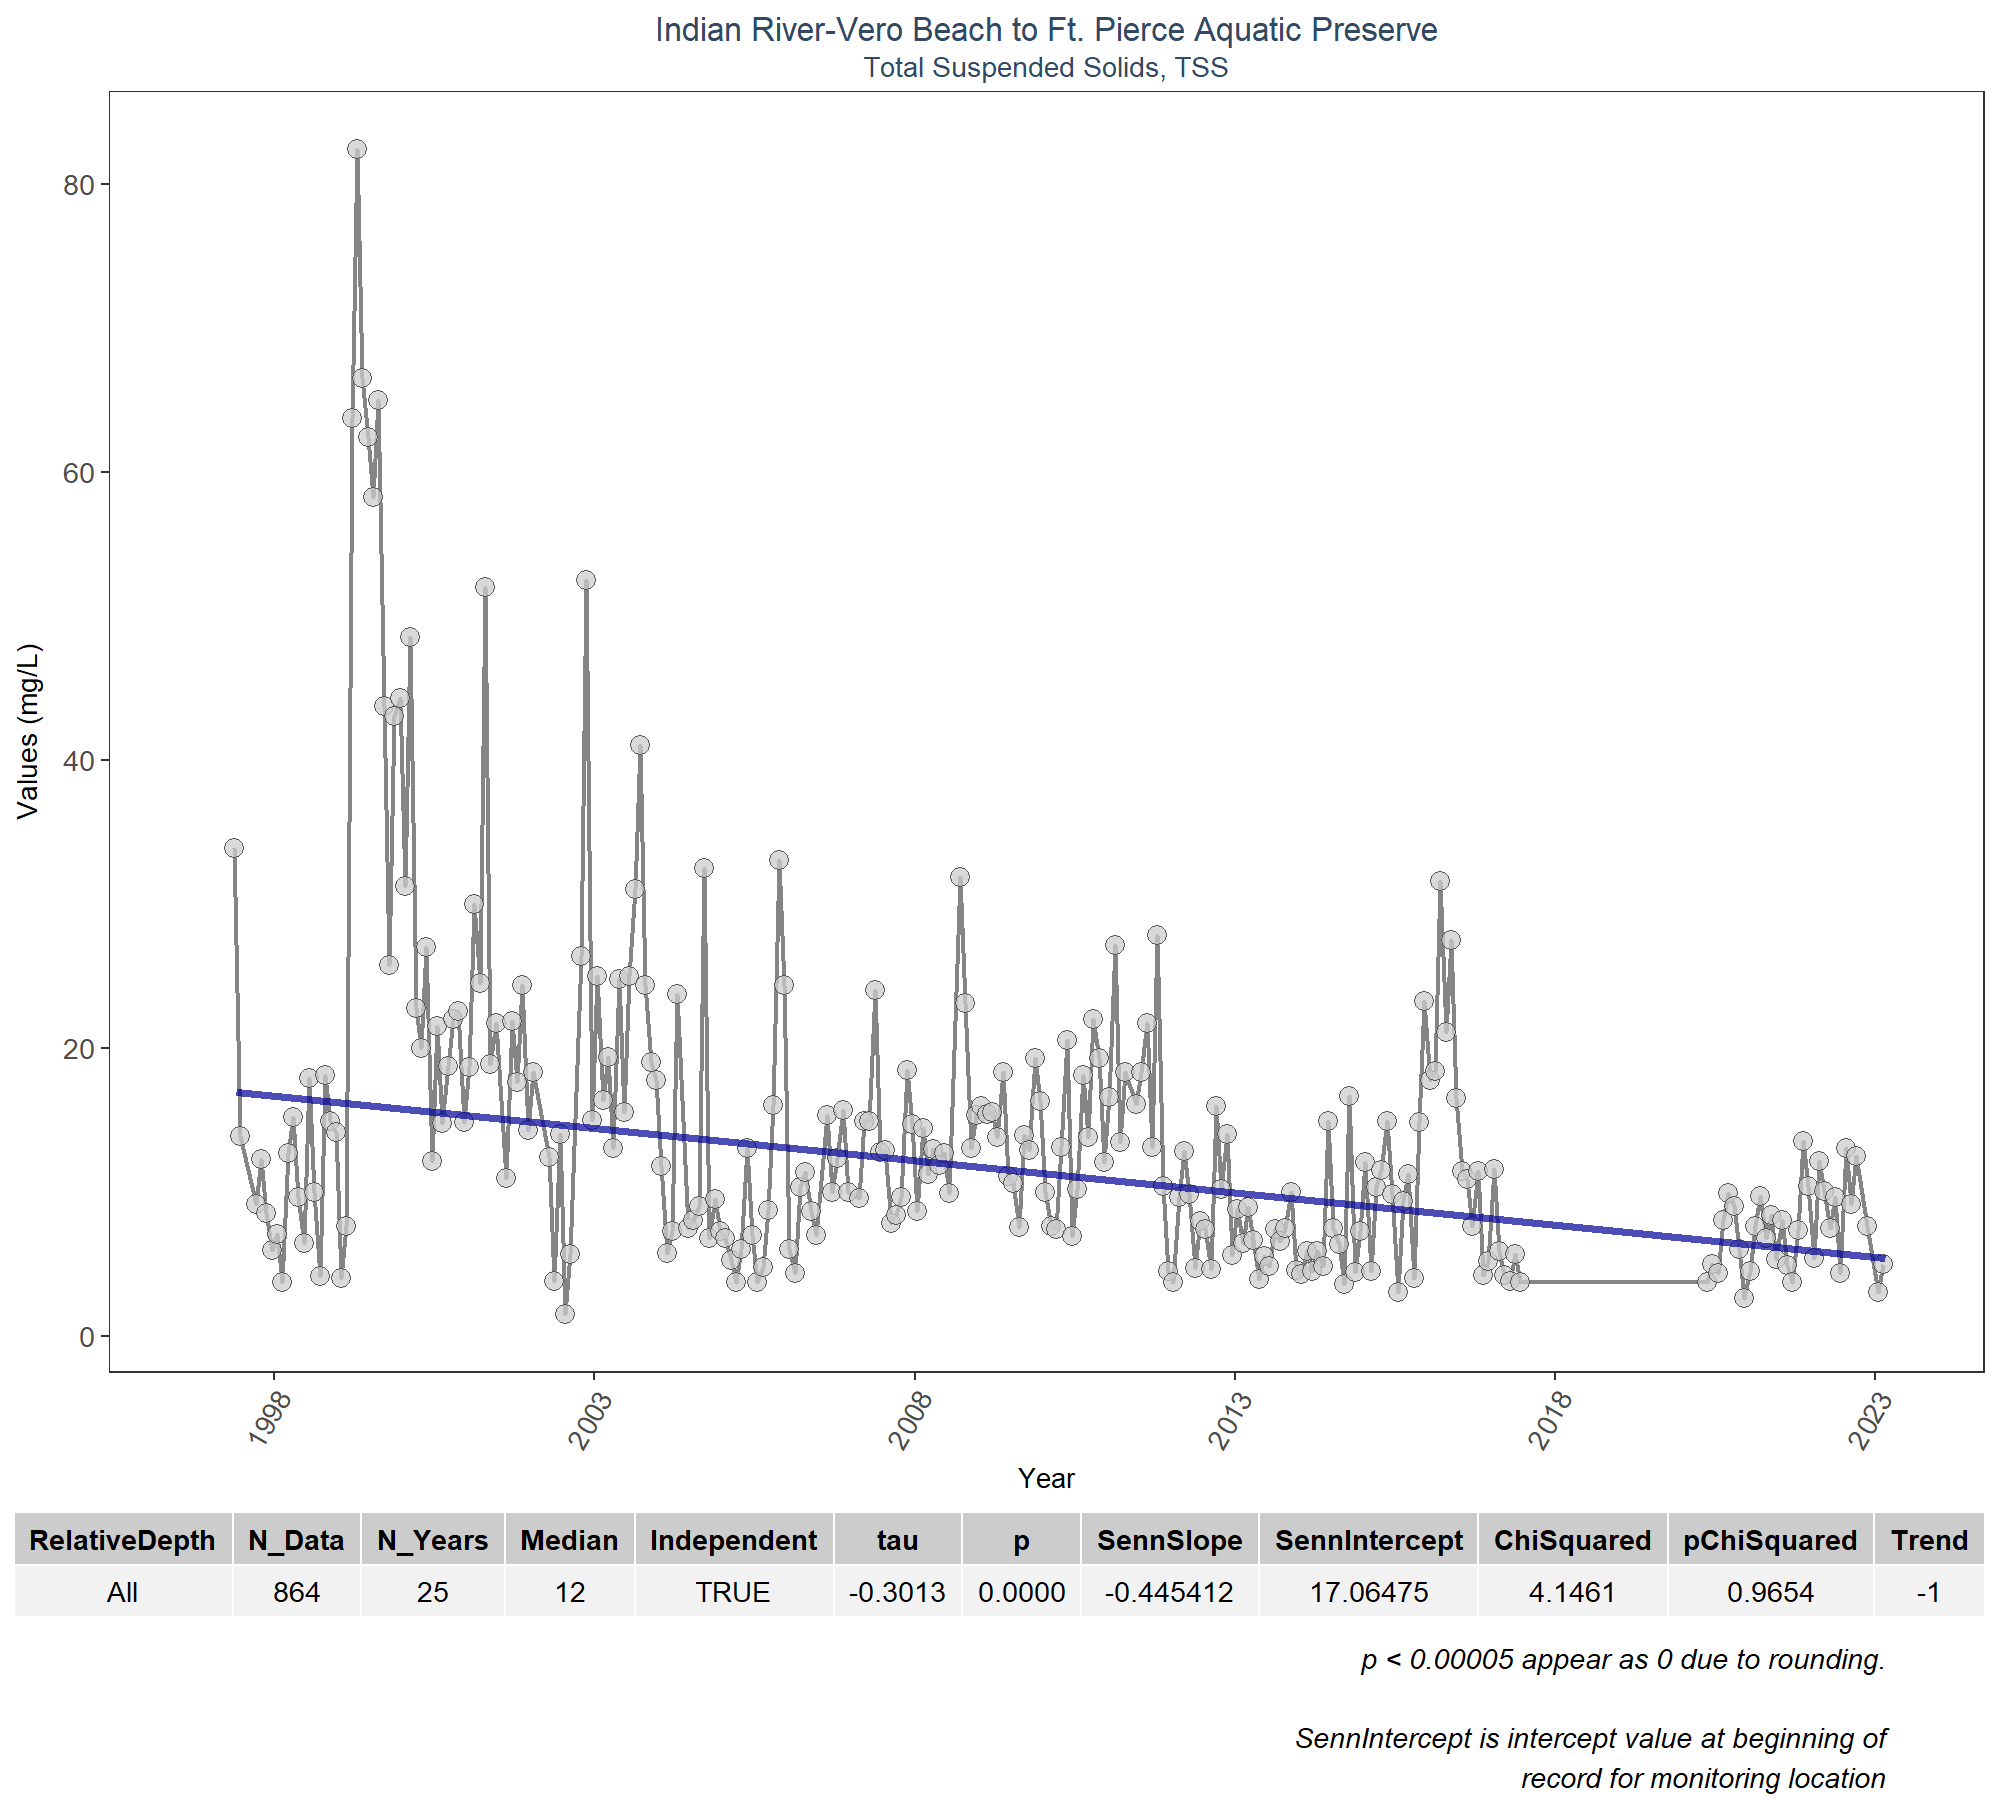 Indian River-Vero Beach to Ft. Pierce Aquatic Preserve
Total Suspended Solids, TSS
Values (mg/L)
80
60
40
20
0
1998 2003 2008 2013 2018 2023
Year
RelativeDepth N_Data N_Years Median Independent tau p SennSlope SennIntercept ChiSquared pChiSquared Trend
All 864 25 12 TRUE -0.3013 0.0000 -0.445412 17.06475 4.1461 0.9654 -1
p < 0.00005 appear as 0 due to rounding.
SennIntercept is intercept value at beginning of
record for monitoring location